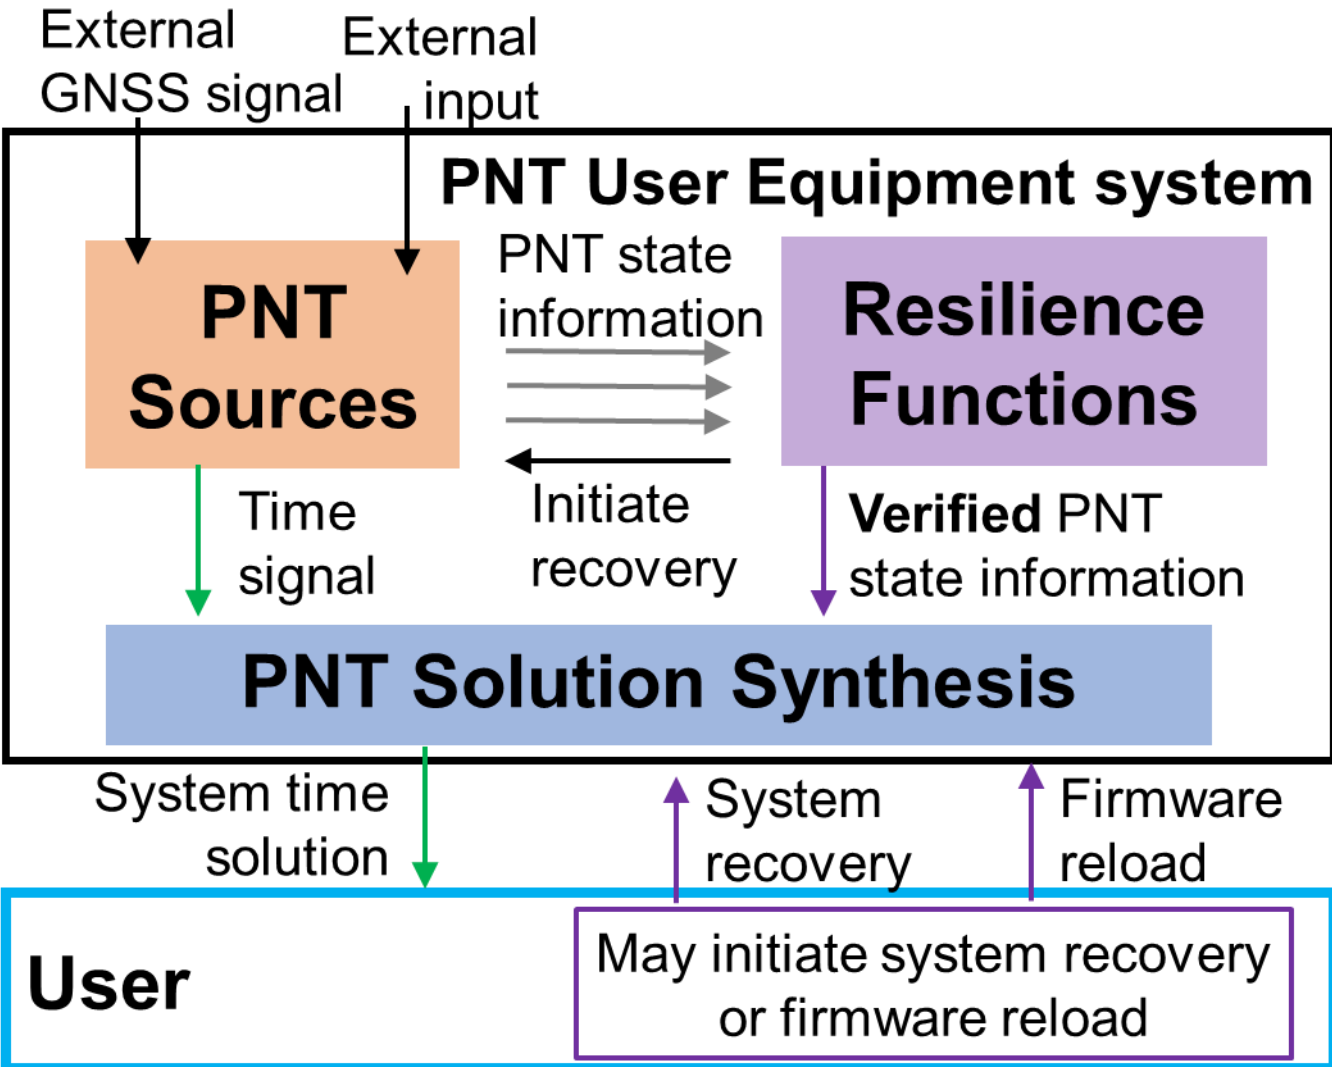 External
GNSS signal
External
input
PNT User Equipment system
PNT
Sources
PNT state
information
Resilience
Functions
Initiate
recovery
Time
signal
Verified PNT
state information
PNT Solution Synthesis
System time
solution
System
recovery
Firmware
reload
User
May initiate system recovery
or firmware reload